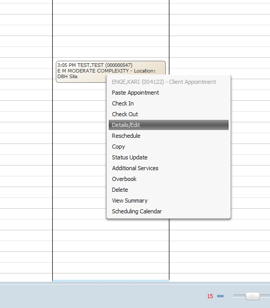 3:05 PM TEST,TEST (000000547)
E M MODERATE COMPLEXITY - Location:
DBH Site
ENGE,KARI (004122) - Client Appointment
Paste Appointment
Check In
Check Out
Details/Edit
Reschedule
Copy
Status Update
Additional Services
Overbook
Delete
View Summary
Scheduling Calendar
15